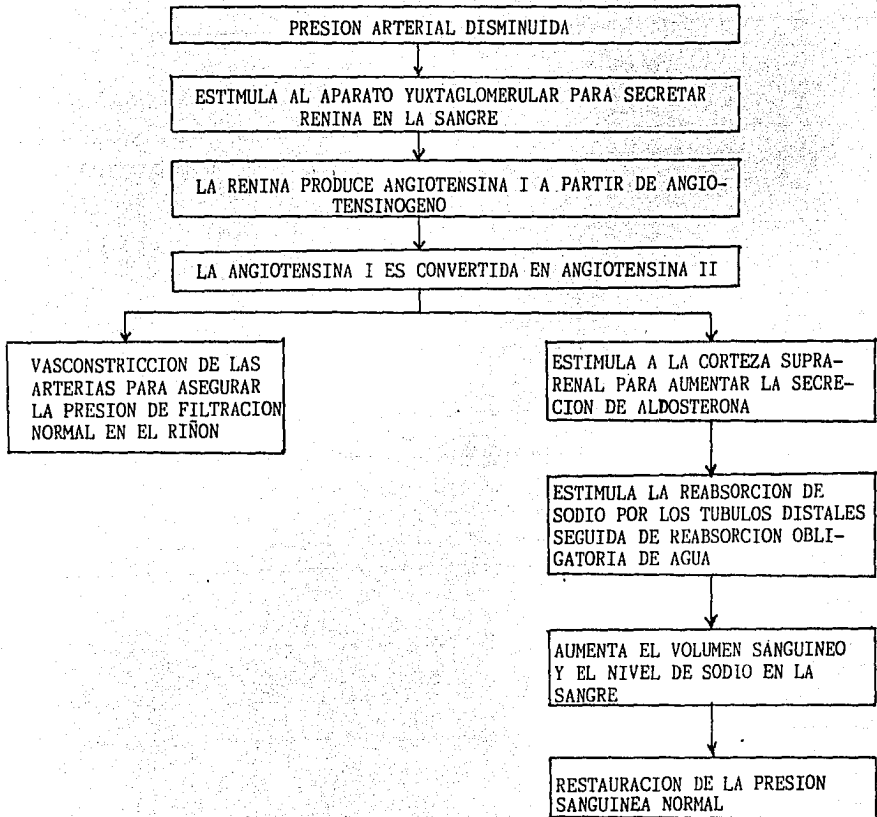 PRESION ARTERIAL DISMINUIDA
ESTIMULA AL APARATO YUXTAGLOMERULAR PARA SECRETAR
RENINA EN LA SANGRE
LA RENINA PRODUCE ANGIOTENSINA I A PARTIR DE ANGIO-
TENSINOGENO
LA ANGIOTENSINA I ES CONVERTIDA EN ANGIOTENSINA II
VASCONSTRICCION DE LAS
ARTERIAS PARA ASEGURAR
LA PRESION DE FILTRACION
NORMAL EN EL RIÑON
ESTIMULA A LA CORTEZA SUPRA-
RENAL PARA AUMENTAR LA SECRE-
CION DE ALDOSTERONA
ESTIMULA LA REABSORCION DE
SODIO POR LOS TUBULOS DISTALES
SEGUIDA DE REABSORCION OBLI-
GATORIA DE AGUA
AUMENTA EL VOLUMEN SANGUINEO
Y EL NIVEL DE SODIO EN LA
SANGRE
RESTAURACION DE LA PRESION
SANGUINEA NORMAL